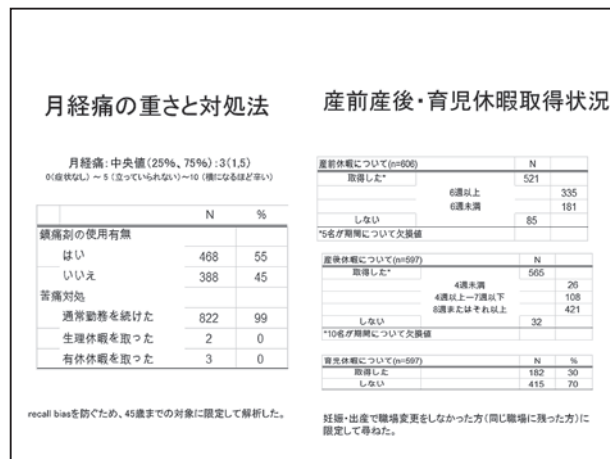 月経痛の重さと対処法
月経痛：中央値（25%、75%）：3（1,5）
0（症状なし） ～ 5 （立っていられない）～10 （横になるほど辛い）
N %
鎮痛剤の使用有無
はい 468 55
いいえ 388 45
苦痛対処
通常勤務を続けた 822 99
生理休暇を取った 2 0
有休休暇を取った 3 0
recall biasを防ぐため、45歳までの対象に限定して解析した。
産前産後・育児休暇取得状況
産前休暇について(n=606) N
取得した* 521
6週以上 335
6週未満 181
しない 85
*5名が期間について欠損値
産後休暇について(n=597) N
取得した* 565
4週未満 26
4週以上ー7週以下 108
8週またはそれ以上 421
しない 32
*10名が期間について欠損値
育児休暇について(n=597) N %
取得した 182 30
しない 415 70
妊娠・出産で職場変更をしなかった方（同じ職場に残った方）に
限定して尋ねた。